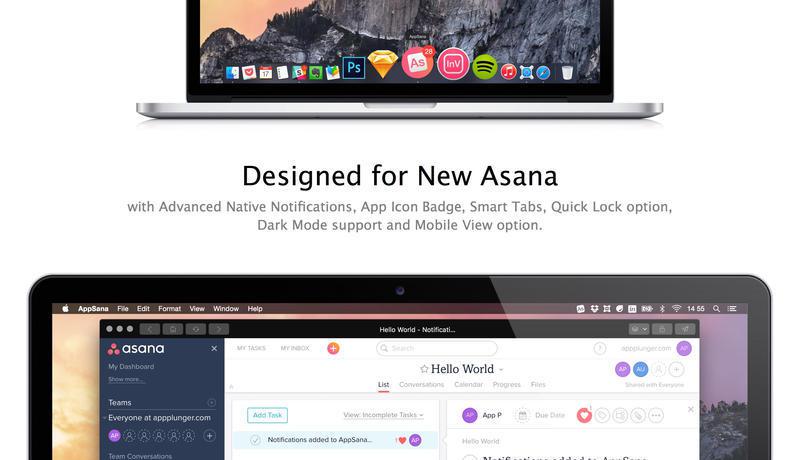 AppSana
28
17
Ps
As
InV
Designed for New Asana
with Advanced Native Notifications, App Icon Badge, Smart Tabs, Quick Lock option,
Dark Mode support and Mobile View option.
AppSana File Edit Format View Window Help 14 55
Hello World - Notificati...
asana
MY TASKS MY INBOX Search ? appplunger.com AP
My Dashboard
Show more...
Hello World
AP AU
List Conversations Calendar Progress Files
Shared with Everyone
Teams
Everyone at appplunger.com
AP
Team Conversations
Add Task View: Incomplete Tasks
Notifications added to AppSana... 1 AP
AP App P Due Date 1
Hello World
Notifications added to AppSana